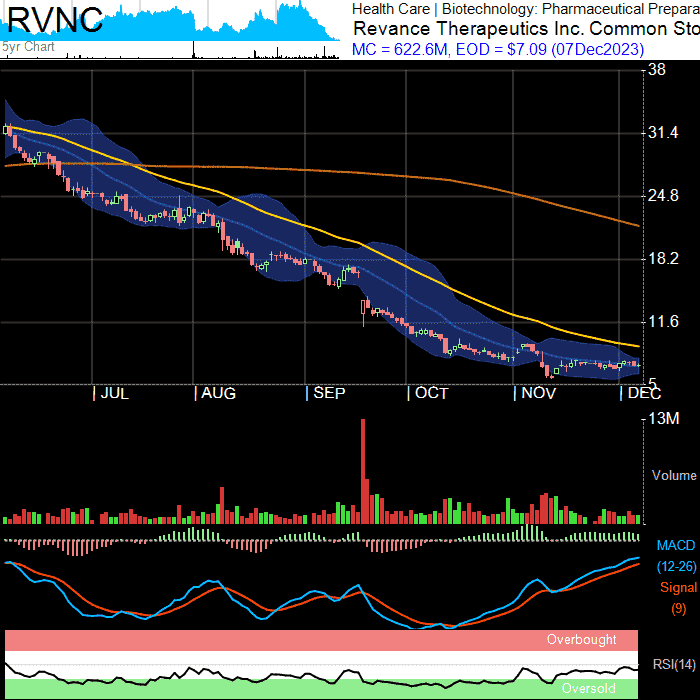 RVNC
5yr Chart
Health Care | Biotechnology: Pharmaceutical Prepara
Revance Therapeutics Inc. Common Sto
MC = 622.6M, EOD = $7.09 (07Dec2023)
38
31.4
24.8
18.2
11.6
5
JUL AUG SEP OCT NOV DEC
13M
Volume
MACD
(12-26)
Signal
(9)
Overbought
RSI(14)
Oversold